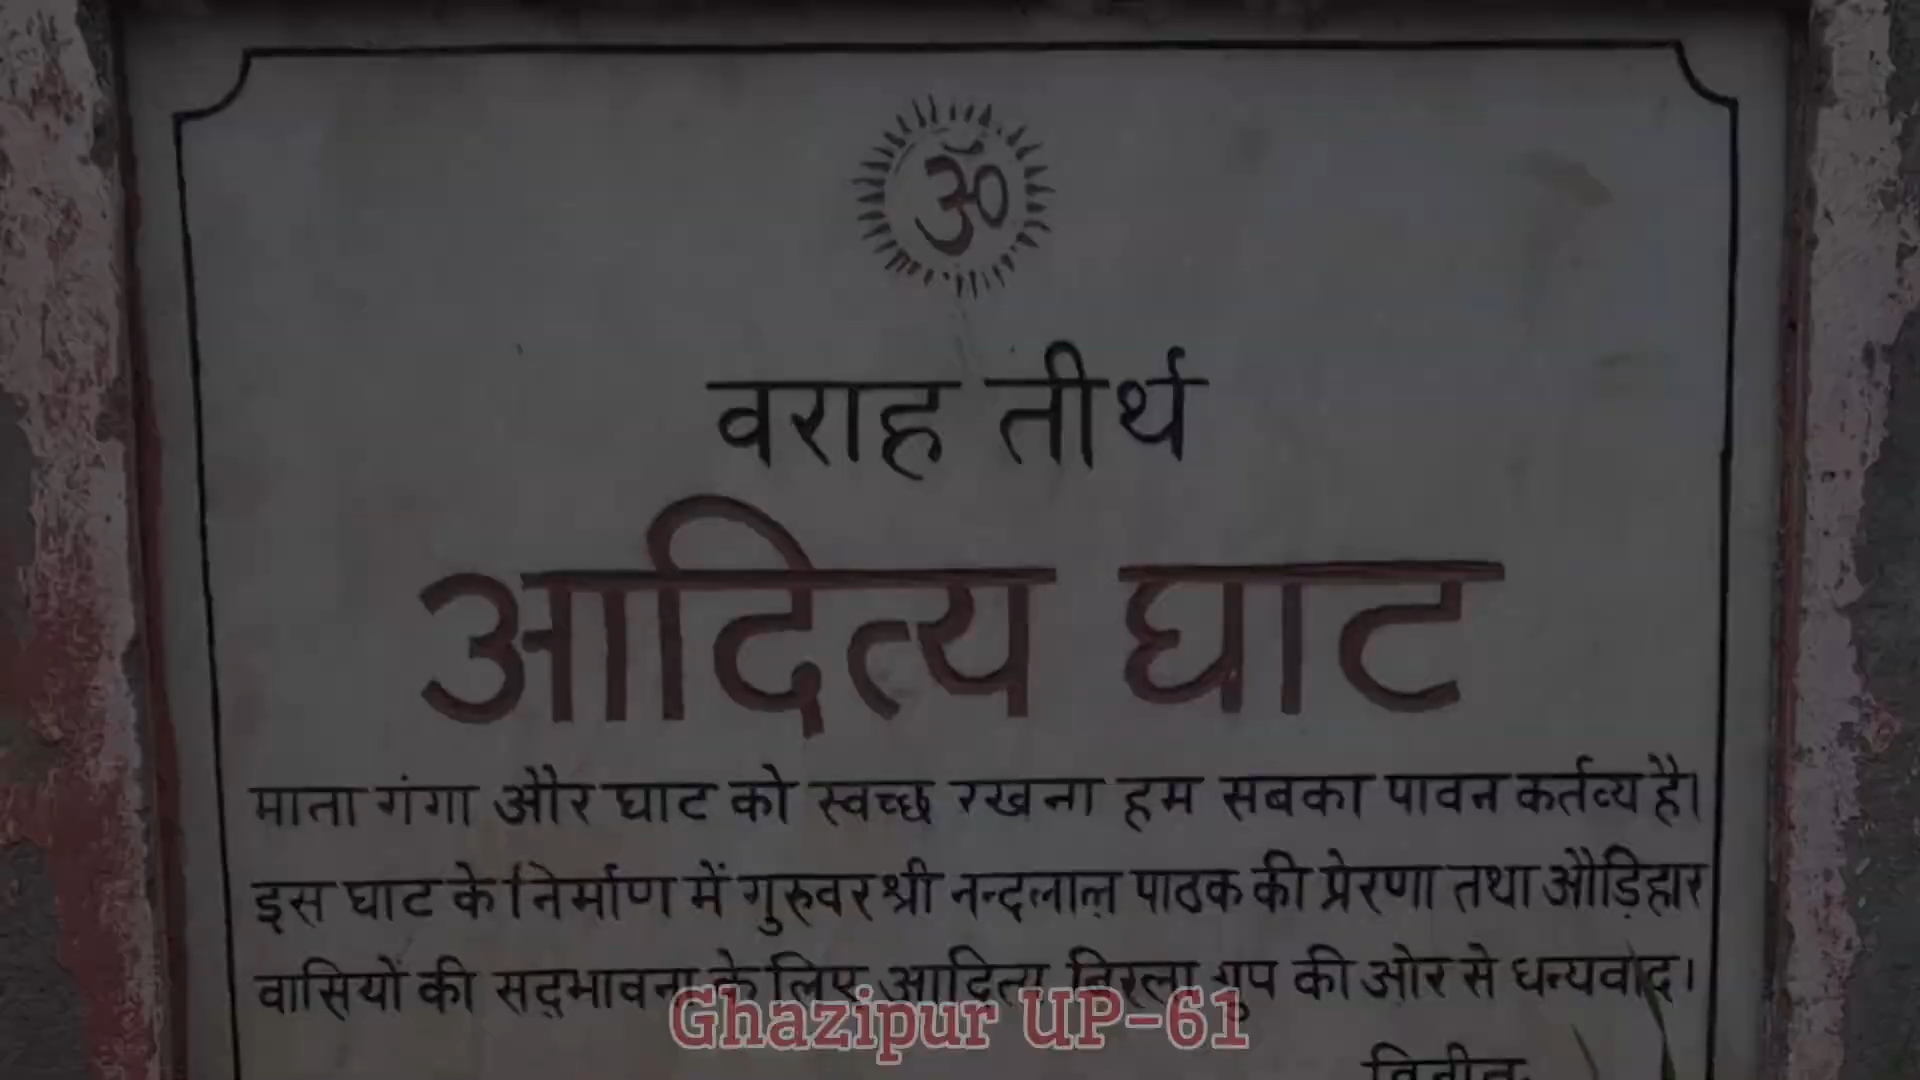 ॐ
वराह तीर्थ
आदित्य घाट
माता गंगा और घाट को स्वच्छ रखना हम सबका पावन कर्तव्य है।
इस घाट के निर्माण में गुरुवर श्री नन्दलाल पाठक की प्रेरणा तथा औड़िहार
वासियों की सद्‌भावना के लिए आदित्य बिरला ग्रुप की ओर से धन्यवाद।
Ghazipur UP-61